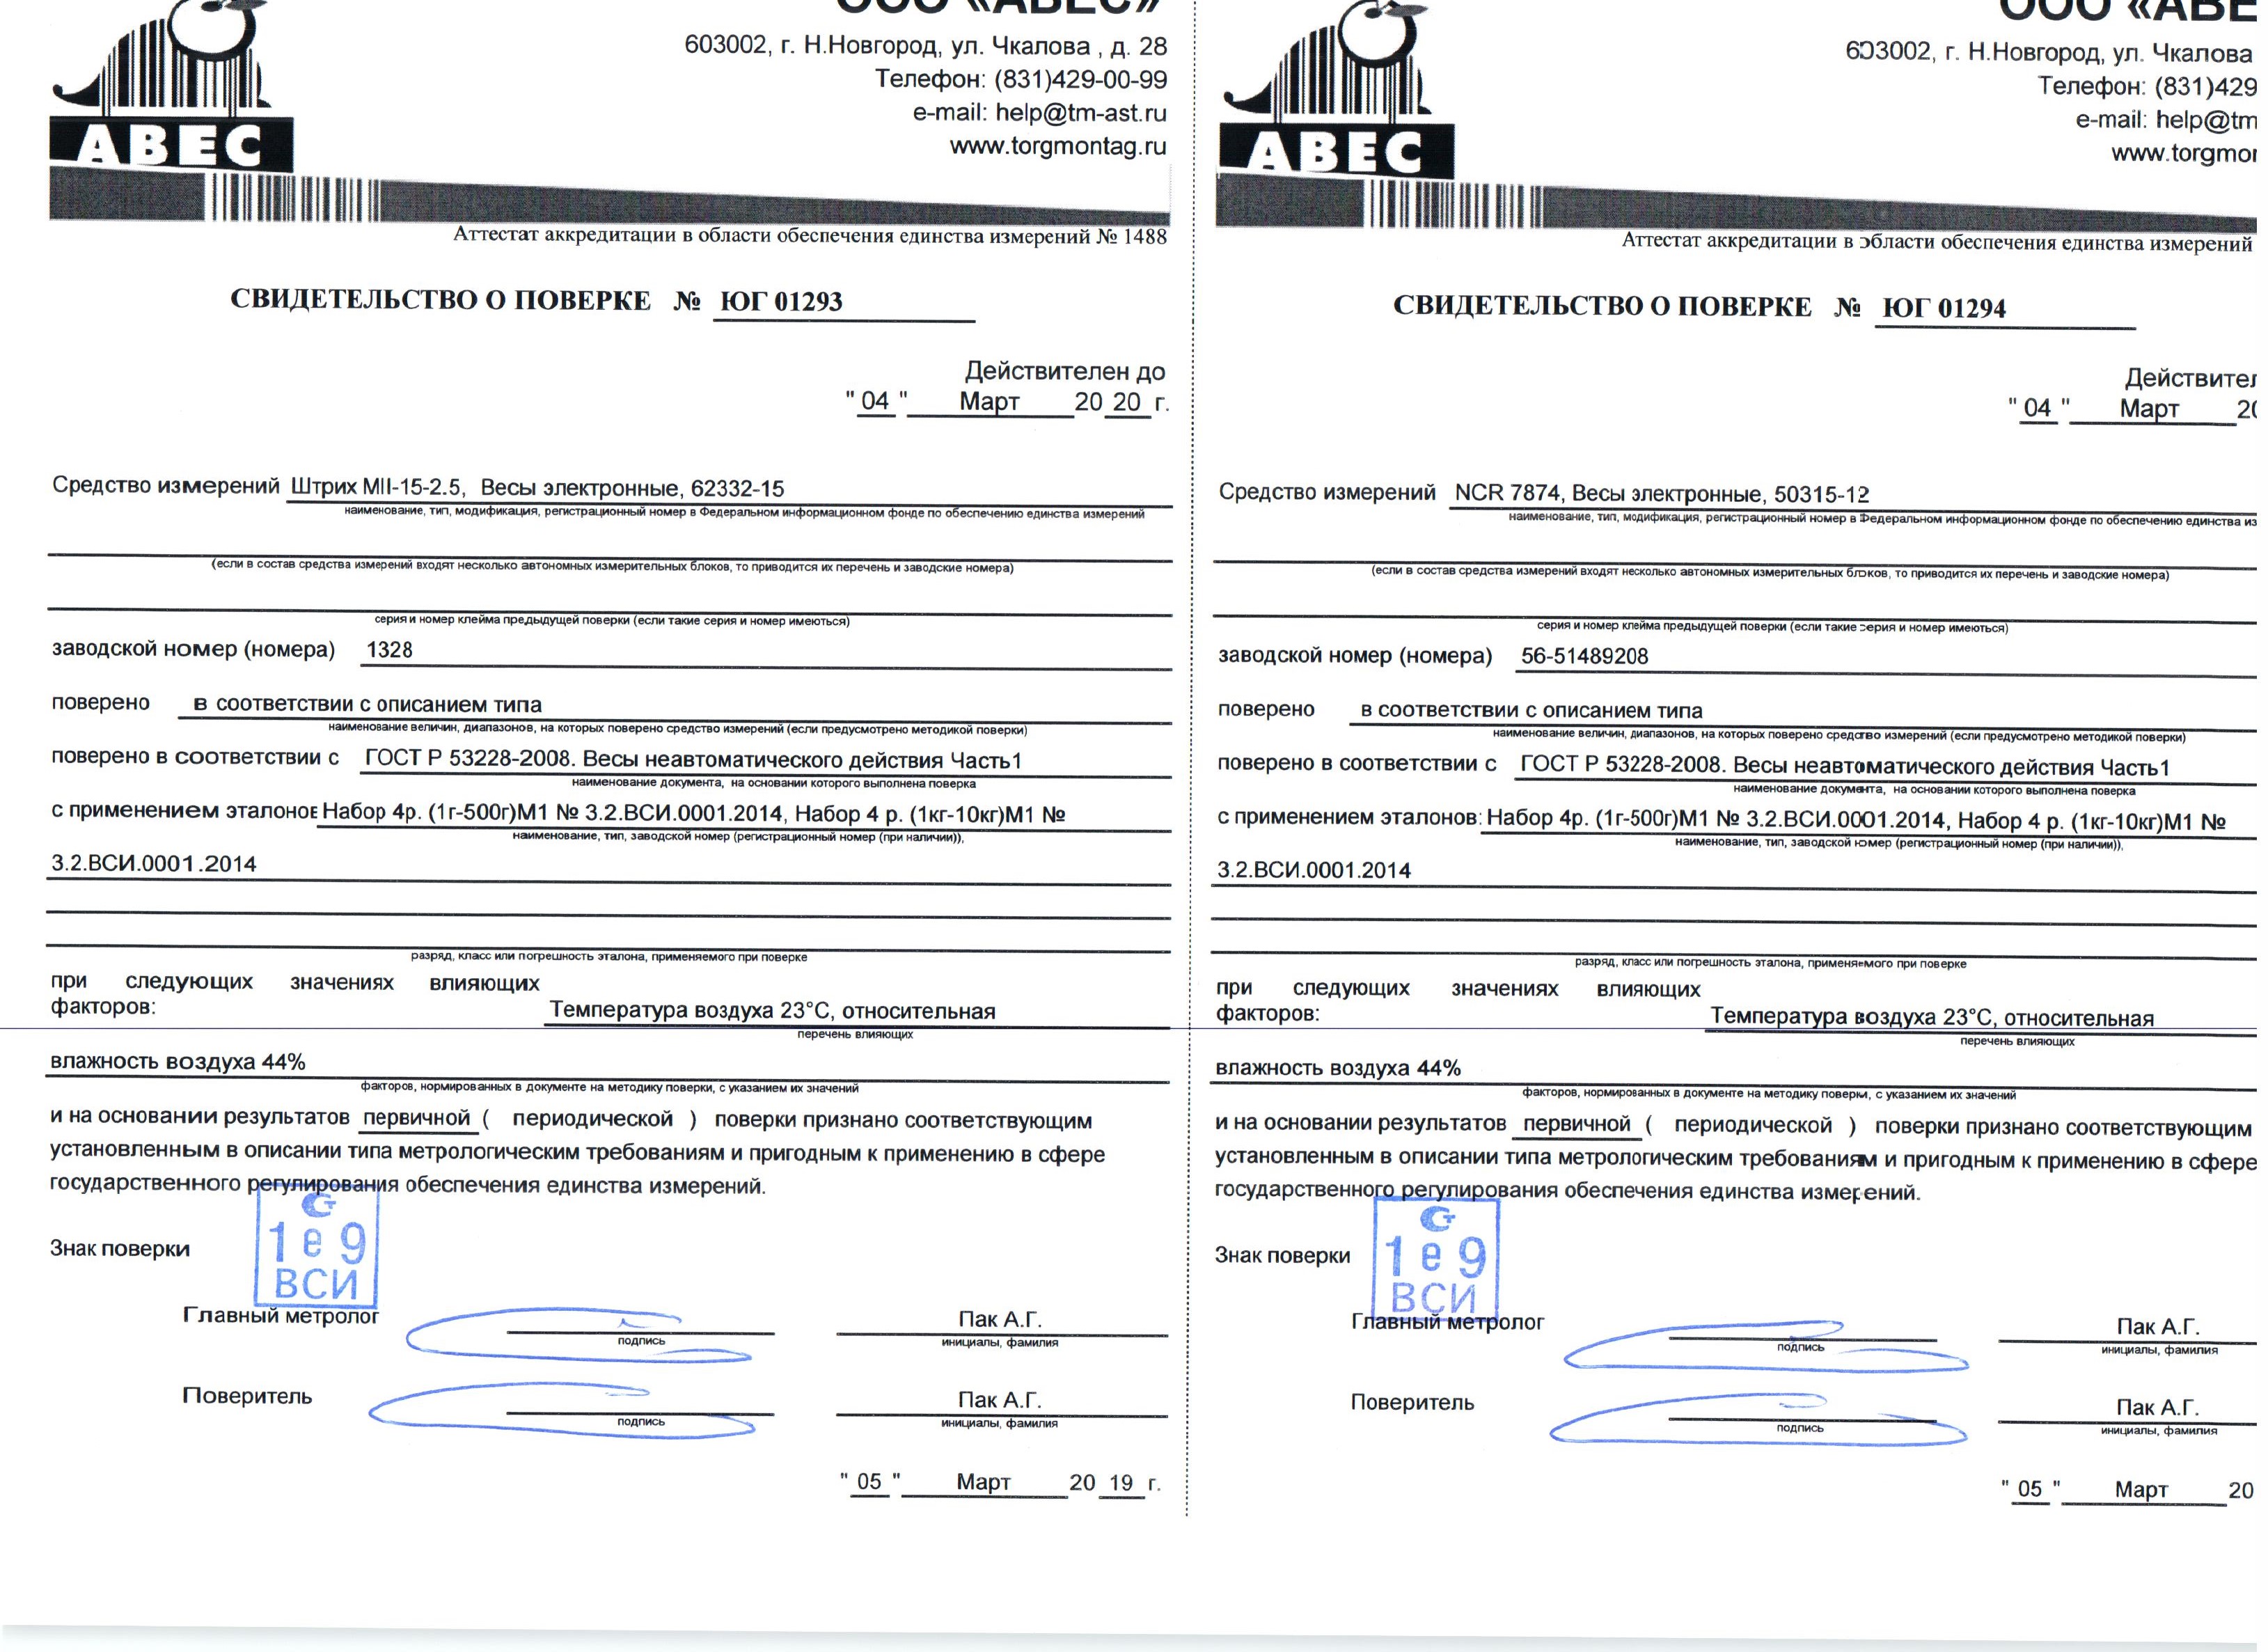 ООО «АВЕС»
603002, г. Н.Новгород, ул. Чкалова , д. 28
Телефон: (831)429-00-99
e-mail: help@tm-ast.ru
www.torgmontag.ru
АВЕС
Аттестат аккредитации в области обеспечения единства измерений № 1488
СВИДЕТЕЛЬСТВО О ПОВЕРКЕ № ЮГ 01293
Действителен до
" 04 " Март 20 20 г.
Средство измерений Штрих МII-15-2.5, Весы электронные, 62332-15
наименование, тип, модификация, регистрационный номер в Федеральном информационном фонде по обеспечению единства измерений
(если в состав средства измерений входят несколько автономных измерительных блоков, то приводится их перечень и заводские номера)
серия и номер клейма предыдущей поверки (если такие серия и номер имеються)
заводской номер (номера) 1328
поверено в соответствии с описанием типа
наименование величин, диапазонов, на которых поверено средство измерений (если предусмотрено методикой поверки)
поверено в соответствии с ГОСТ Р 53228-2008. Весы неавтоматического действия Часть1
наименование документа, на основании которого выполнена поверка
с применением эталонов Набор 4р. (1г-500г)М1 № 3.2.ВСИ.0001.2014, Набор 4 р. (1кг-10кг)М1 №
наименование, тип, заводской номер (регистрационный номер (при наличии)),
3.2.ВСИ.0001.2014
разряд, класс или погрешность эталона, применяемого при поверке
при следующих значениях влияющих
факторов: Температура воздуха 23°С, относительная
перечень влияющих
влажность воздуха 44%
факторов, нормированных в документе на методику поверки, с указанием их значений
и на основании результатов первичной ( периодической ) поверки признано соответствующим
установленным в описании типа метрологическим требованиям и пригодным к применению в сфере
государственного регулирования обеспечения единства измерений.
Знак поверки
1 е 9
ВСИ
Главный метролог Пак А.Г.
подпись инициалы, фамилия
Поверитель Пак А.Г.
подпись инициалы, фамилия
" 05 " Март 20 19 г.
ООО «АВЕ
603002, г. Н.Новгород, ул. Чкалова
Телефон: (831)429
e-mail: help@tm
www.torgmor
АВЕС
Аттестат аккредитации в области обеспечения единства измерений
СВИДЕТЕЛЬСТВО О ПОВЕРКЕ № ЮГ 01294
Действител
" 04 " Март 20
Средство измерений NCR 7874, Весы электронные, 50315-12
наименование, тип, модификация, регистрационный номер в Федеральном информационном фонде по обеспечению единства из
(если в состав средства измерений входят несколько автономных измерительных блоков, то приводится их перечень и заводские номера)
серия и номер клейма предыдущей поверки (если такие серия и номер имеються)
заводской номер (номера) 56-51489208
поверено в соответствии с описанием типа
наименование величин, диапазонов, на которых поверено средство измерений (если предусмотрено методикой поверки)
поверено в соответствии с ГОСТ Р 53228-2008. Весы неавтоматического действия Часть1
наименование документа, на основании которого выполнена поверка
с применением эталонов: Набор 4р. (1г-500г)М1 № 3.2.ВСИ.0001.2014, Набор 4 р. (1кг-10кг)М1 №
наименование, тип, заводской номер (регистрационный номер (при наличии)),
3.2.ВСИ.0001.2014
разряд, класс или погрешность эталона, применяемого при поверке
при следующих значениях влияющих
факторов: Температура воздуха 23°С, относительная
перечень влияющих
влажность воздуха 44%
факторов, нормированных в документе на методику поверки, с указанием их значений
и на основании результатов первичной ( периодической ) поверки признано соответствующим
установленным в описании типа метрологическим требованиям и пригодным к применению в сфере
государственного регулирования обеспечения единства измерений.
Знак поверки
1 е 9
ВСИ
Главный метролог Пак А.Г.
подпись инициалы, фамилия
Поверитель Пак А.Г.
подпись инициалы, фамилия
" 05 " Март 20